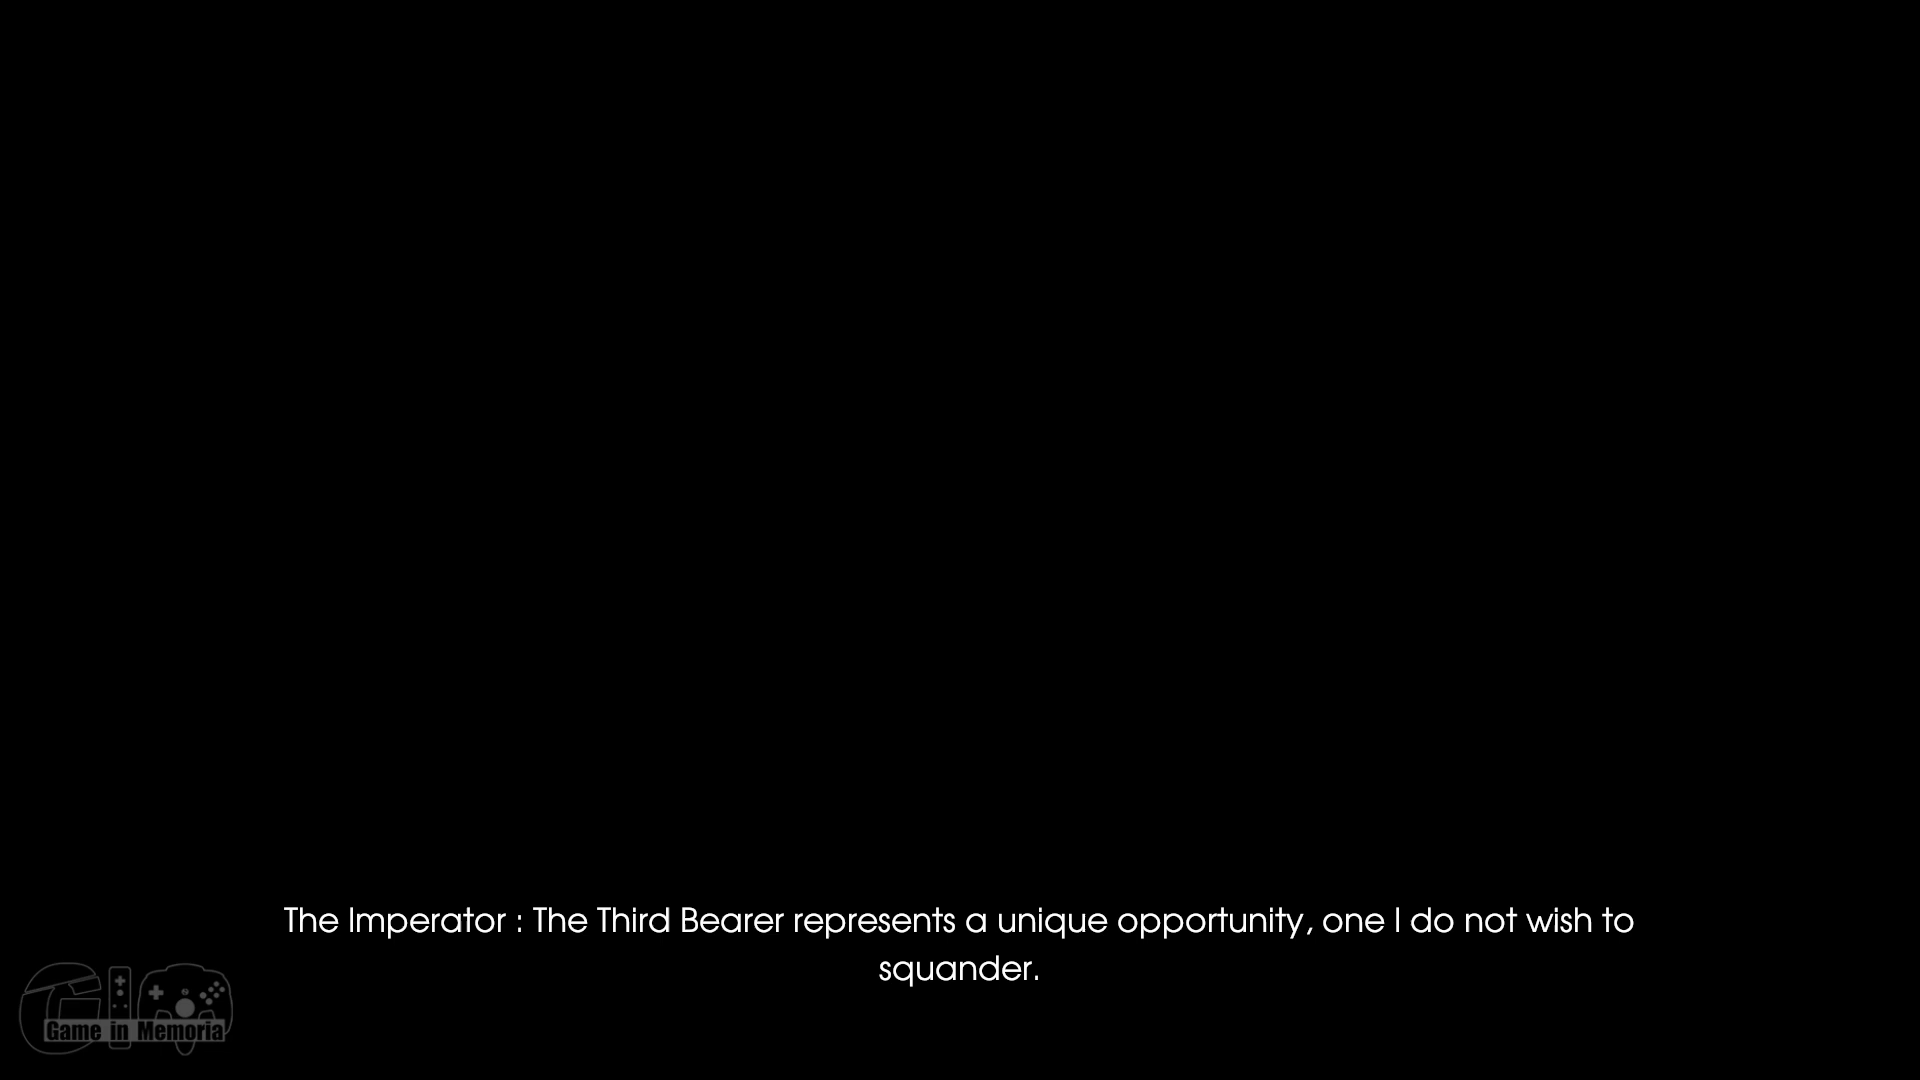 The Imperator : The Third Bearer represents a unique opportunity, one I do not wish to
squander.
Game in Memoria